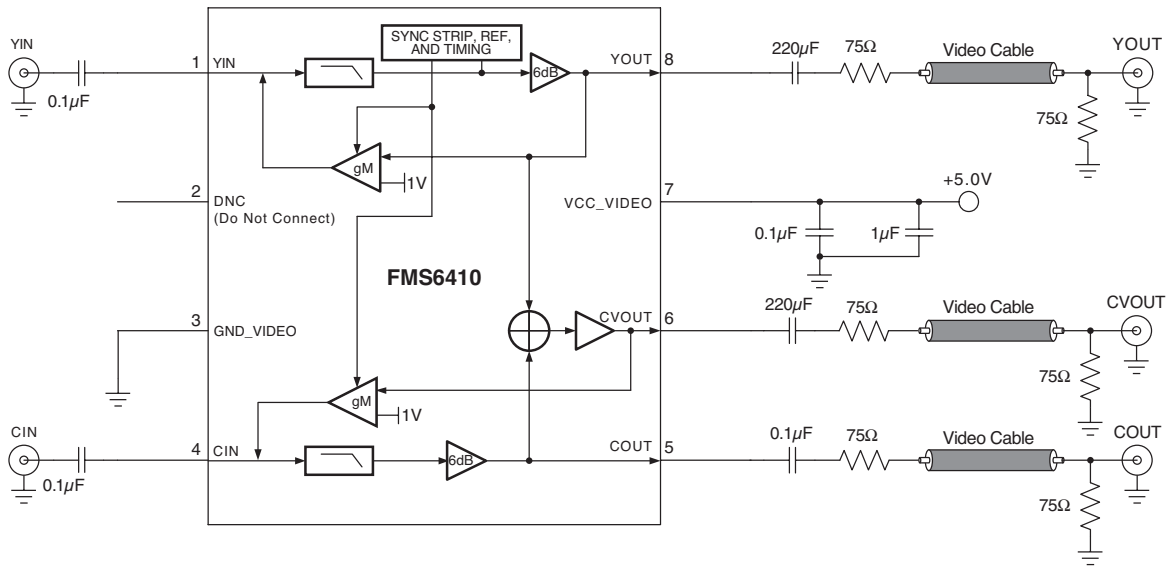 SYNC STRIP, REF,
AND TIMING
YIN
0.1µF
1
YIN
6dB
YOUT
8
220µF
75Ω
Video Cable
YOUT
75Ω
gM
1V
2
DNC
(Do Not Connect)
VCC_VIDEO
7
+5.0V
0.1µF
1µF
FMS6410
3
GND_VIDEO
CVOUT
6
220µF
75Ω
Video Cable
CVOUT
75Ω
gM
1V
CIN
0.1µF
4
CIN
6dB
COUT
5
0.1µF
75Ω
Video Cable
COUT
75Ω